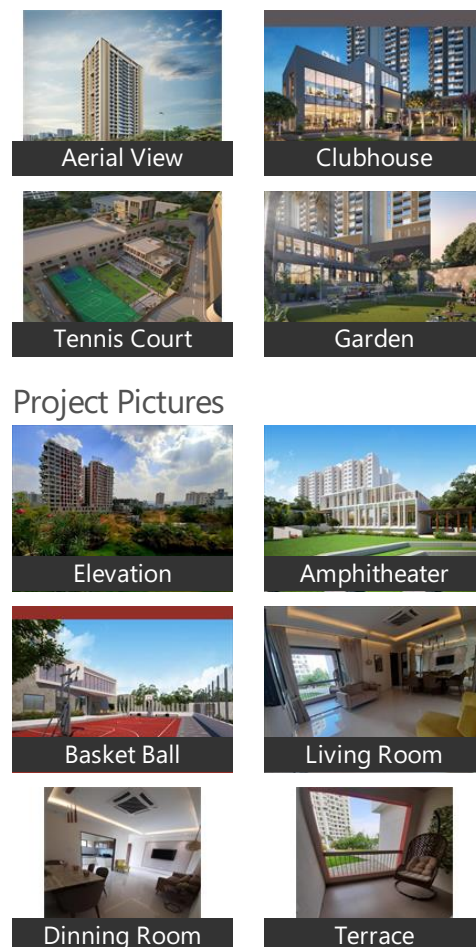 Aerial View
Clubhouse
Tennis Court
Garden
Project Pictures
Elevation
Amphitheater
Basket Ball
Living Room
Dinning Room
Terrace